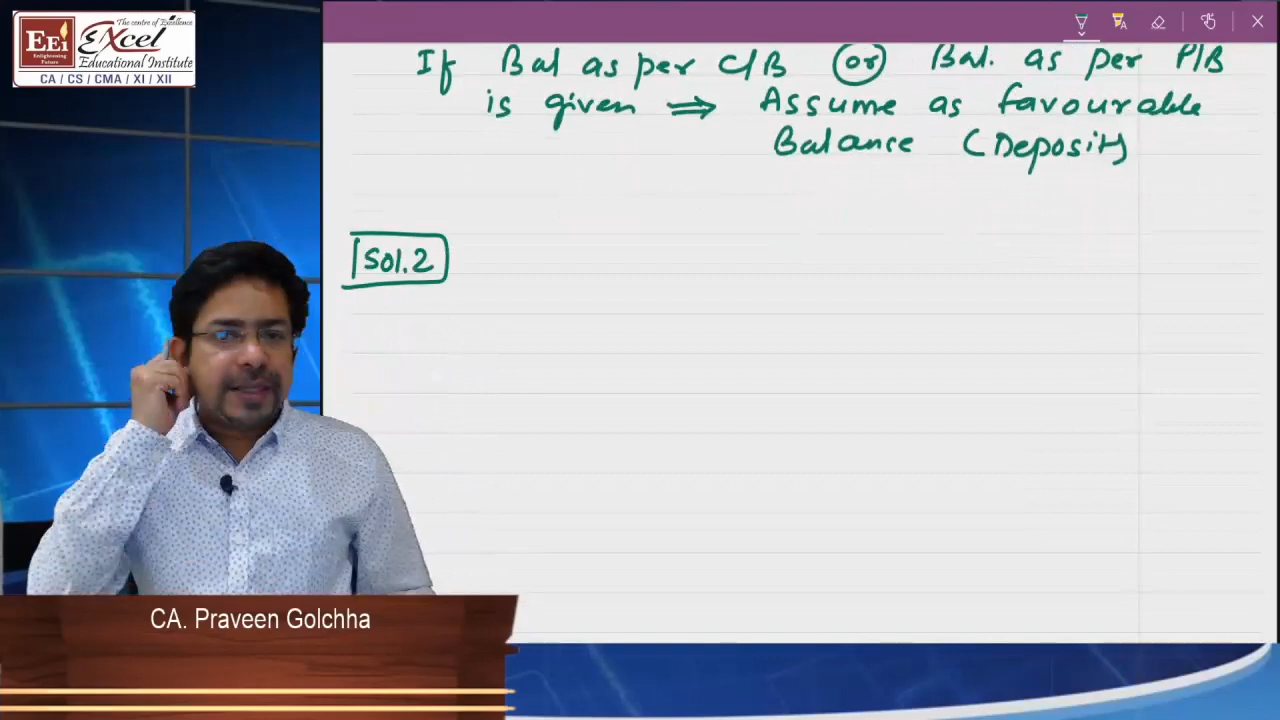 The centre of Excellence
EEi
Enlightening
Future
Excel
Educational Institute
CA / CS / CMA / XI / XII
If Bal as per C/B or Bal. as per P/B
is given ⇒ Assume as favourable
Balance (Deposit)
Sol.2
CA. Praveen Golchha